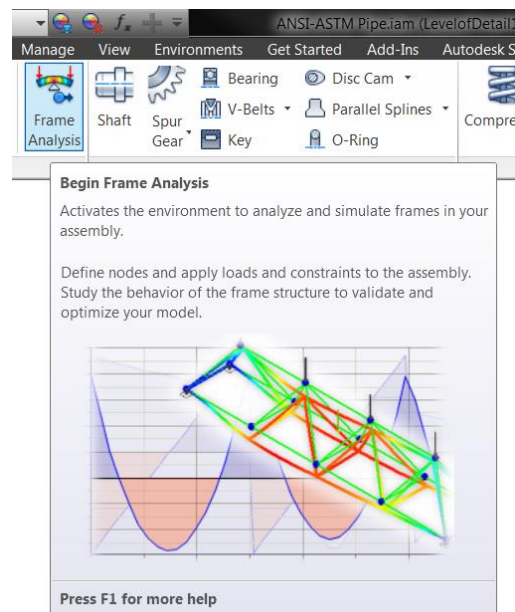 fx ANSI-ASTM Pipe.iam (LevelofDetail1
Manage View Environments Get Started Add-Ins Autodesk S
Frame Analysis
Shaft
Spur Gear
Bearing
V-Belts
Key
Disc Cam
Parallel Splines
O-Ring
Compre
Begin Frame Analysis
Activates the environment to analyze and simulate frames in your
assembly.
Define nodes and apply loads and constraints to the assembly.
Study the behavior of the frame structure to validate and
optimize your model.
Press F1 for more help